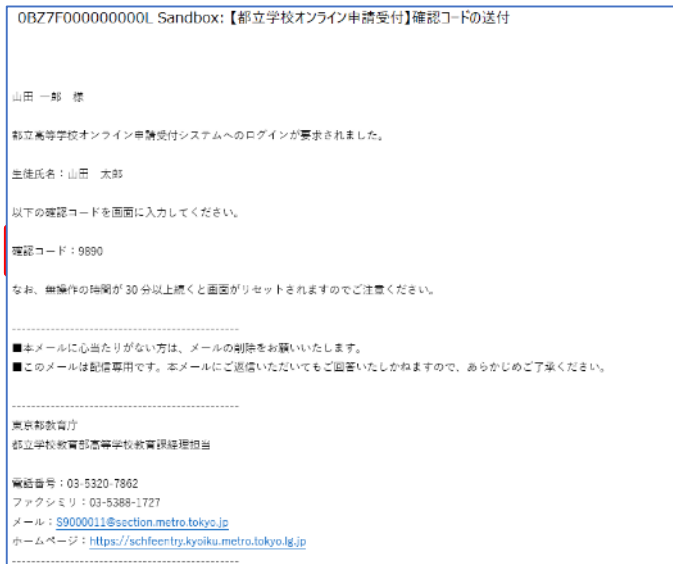 0BZ7F000000000L Sandbox: 【都立学校オンライン申請受付】確認コードの送付
山田 一郎 様
都立高等学校オンライン申請受付システムへのログインが要求されました。
生徒氏名：山田 太郎
以下の確認コードを画面に入力してください。
確認コード：9890
なお、無操作の時間が 30 分以上続くと画面がリセットされますのでご注意ください。
---------------------------------------------
■本メールに心当たりがない方は、メールの削除をお願いいたします。
■このメールは配信専用です。本メールにご返信いただいてもご回答いたしかねますので、あらかじめご了承ください。
---------------------------------------------
東京都教育庁
都立学校教育部高等学校教育課経理担当
電話番号：03-5320-7862
ファクシミリ：03-5388-1727
メール：S9000011@section.metro.tokyo.jp
ホームページ：https://schfeentry.kyoiku.metro.tokyo.lg.jp
---------------------------------------------